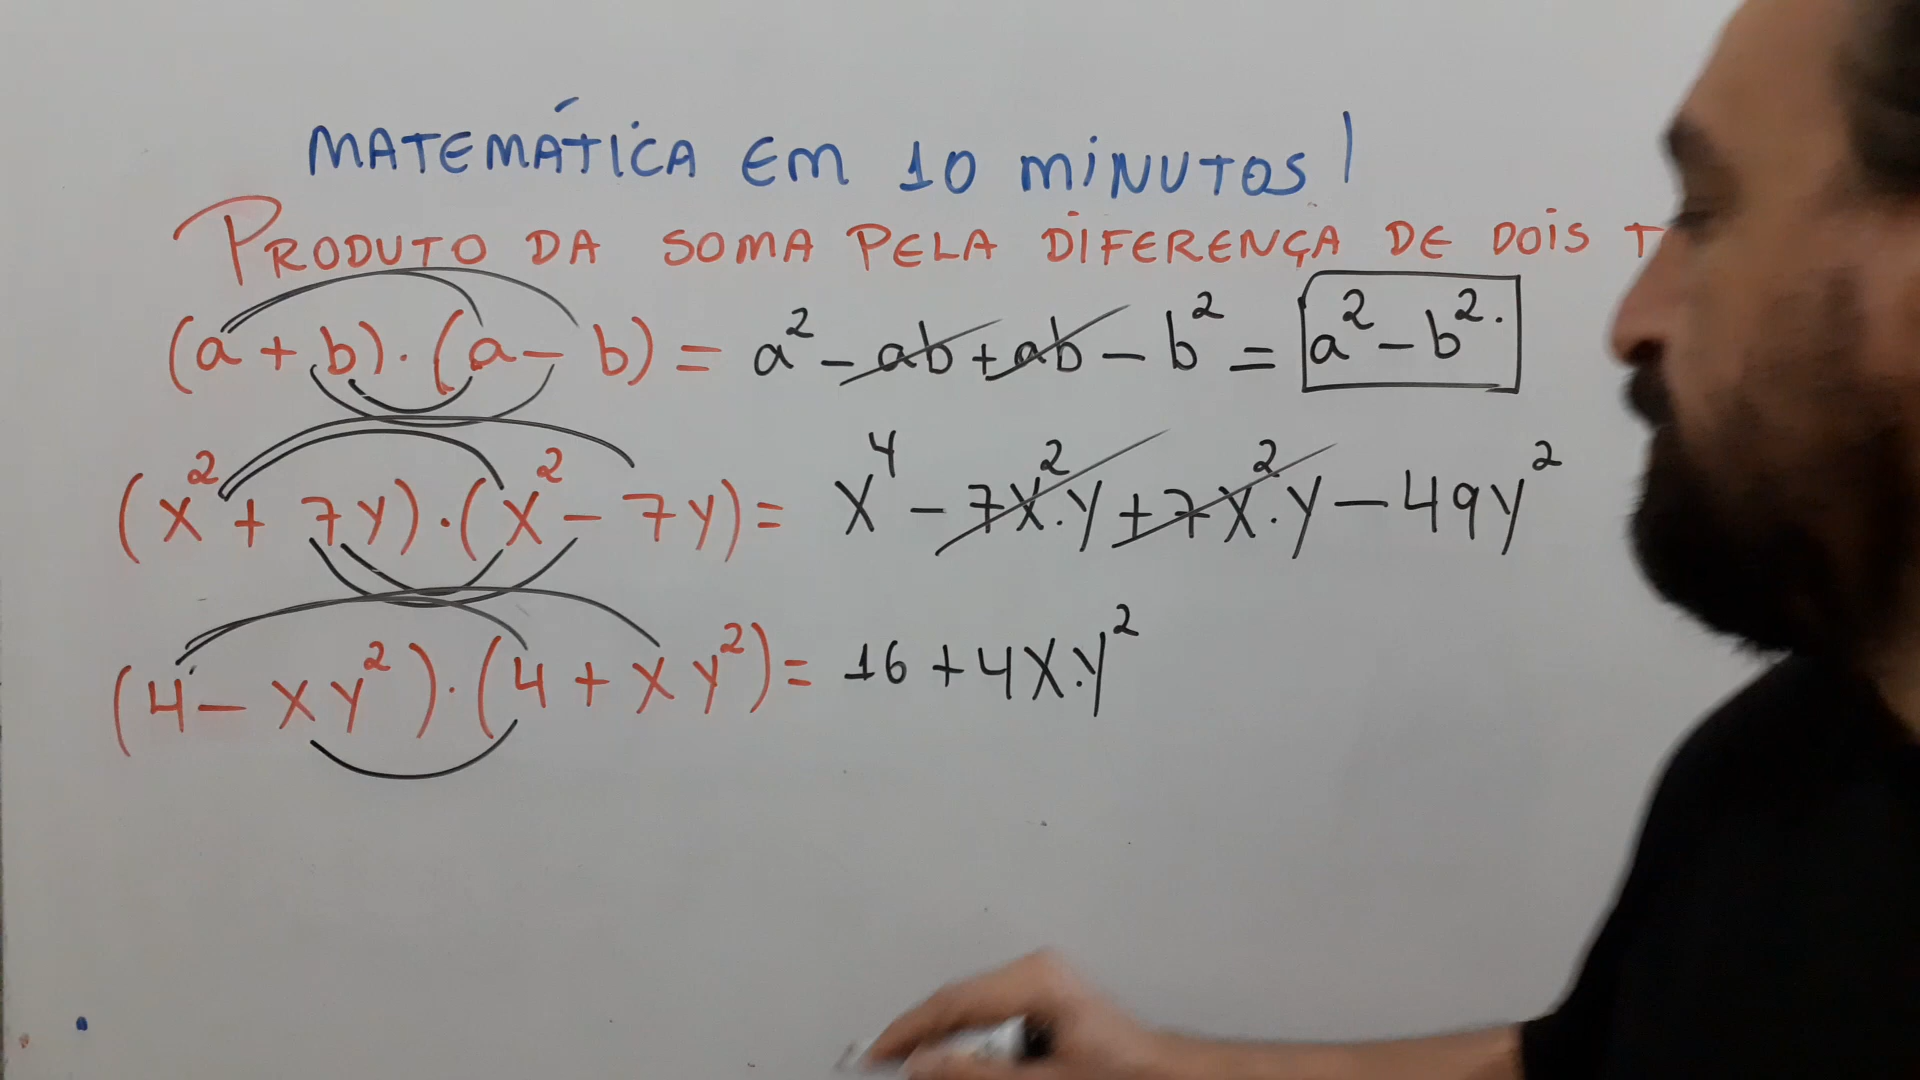 MATEMÁTICA EM 10 MINUTOS!
PRODUTO DA SOMA PELA DIFERENÇA DE DOIS T
(a + b) · (a - b) = a² - ab + ab - b² = a² - b².
(x² + 7y) · (x² - 7y) = x⁴ - 7x².y + 7x².y - 49y²
(4 - xy²) · (4 + xy²) = 16 + 4x.y²